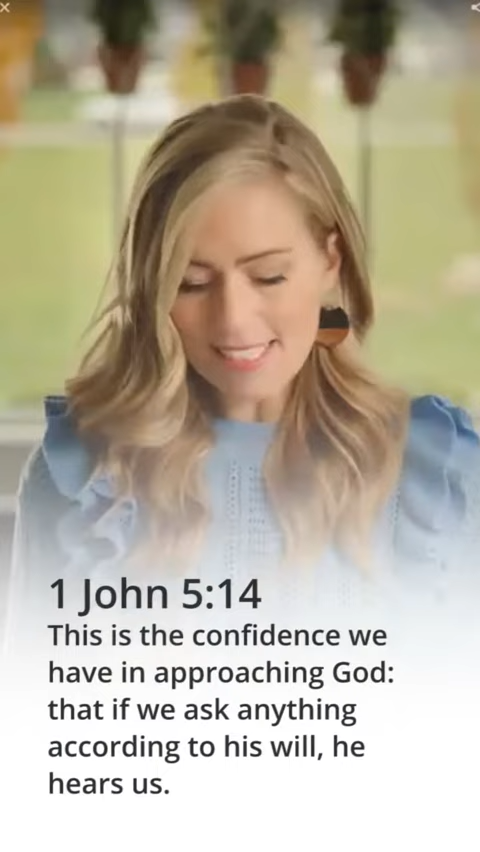 1 John 5:14
This is the confidence we
have in approaching God:
that if we ask anything
according to his will, he
hears us.